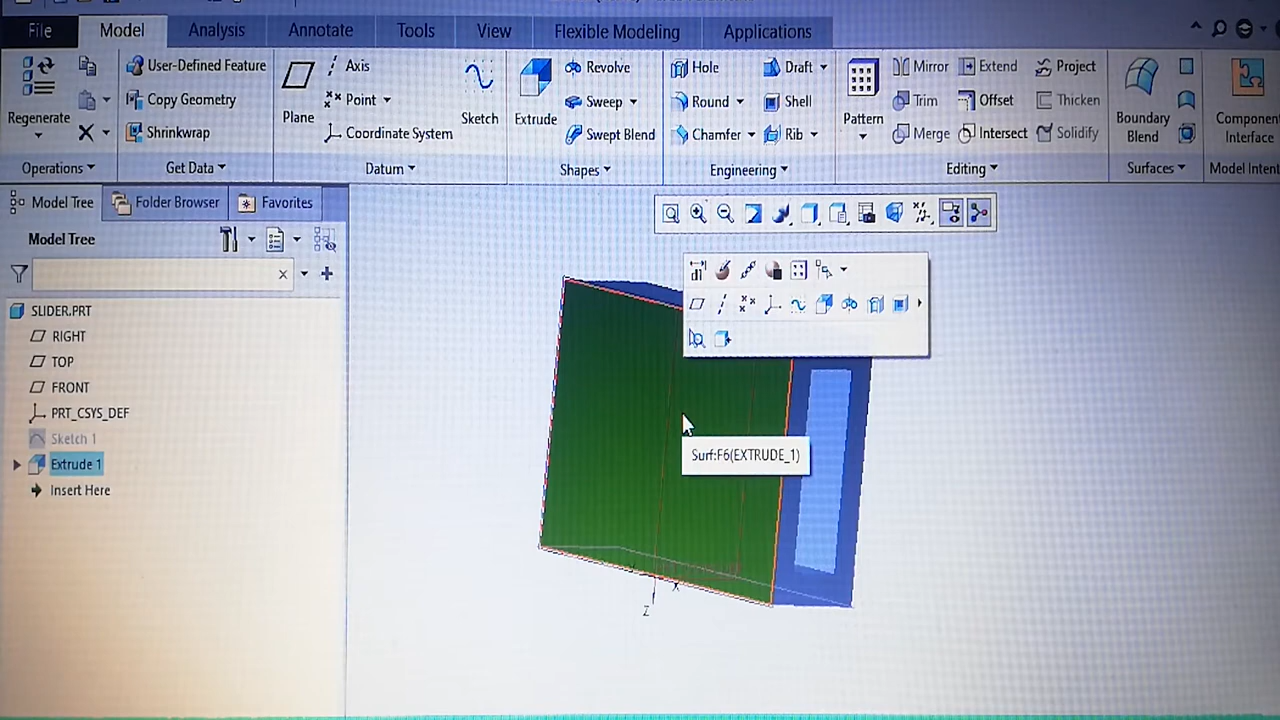 File Model Analysis Annotate Tools View Flexible Modeling Applications
User-Defined Feature Axis Revolve Hole Draft Mirror Extend Project
Copy Geometry Point Sweep Round Shell Trim Offset Thicken
Regenerate Plane Sketch Extrude Pattern Boundary Blend Component Interface
Shrinkwrap Coordinate System Swept Blend Chamfer Rib Merge Intersect Solidify
Operations Get Data Datum Shapes Engineering Editing Surfaces Model Intent
Model Tree Folder Browser Favorites
Model Tree
SLIDER.PRT
RIGHT
TOP
FRONT
PRT_CSYS_DEF
Sketch 1
Extrude 1
Insert Here
Surf:F6(EXTRUDE_1)
X
Z